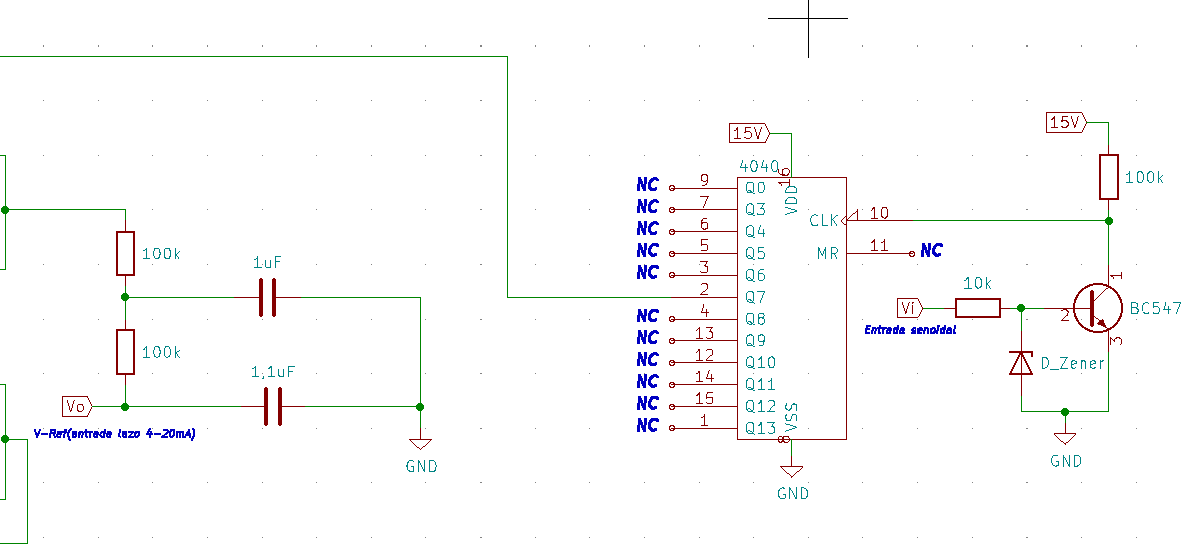 15V
4040
16
VDD
NC 9 Q0
NC 7 Q3
NC 6 Q4
NC 5 Q5
NC 3 Q6
2 Q7
NC 4 Q8
NC 13 Q9
NC 12 Q10
NC 14 Q11
NC 15 Q12
NC 1 Q13
VSS
8
GND
CLK 10
MR 11 NC
15V
100k
1
BC547
2
3
10k
Vi
Entrada senoidal
D_Zener
GND
100k
1uF
100k
1,1uF
Vo
V-Ref(entrada lazo 4-20mA)
GND